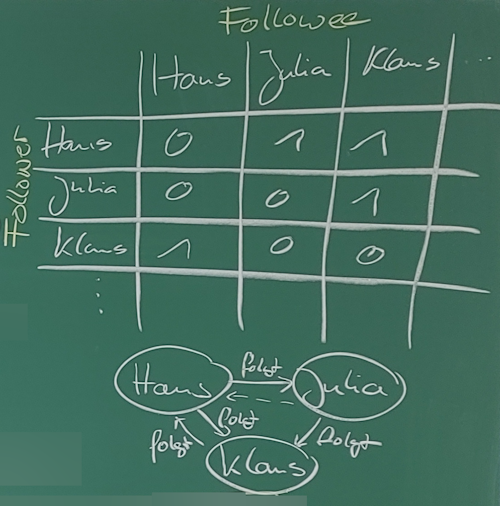 Followee
Hans Julia Klaus ...
Follower
Hans 0 1 1
Julia 0 0 1
Klaus 1 0 0
folgt
Hans Julia
folgt
folgt folgt
Klaus